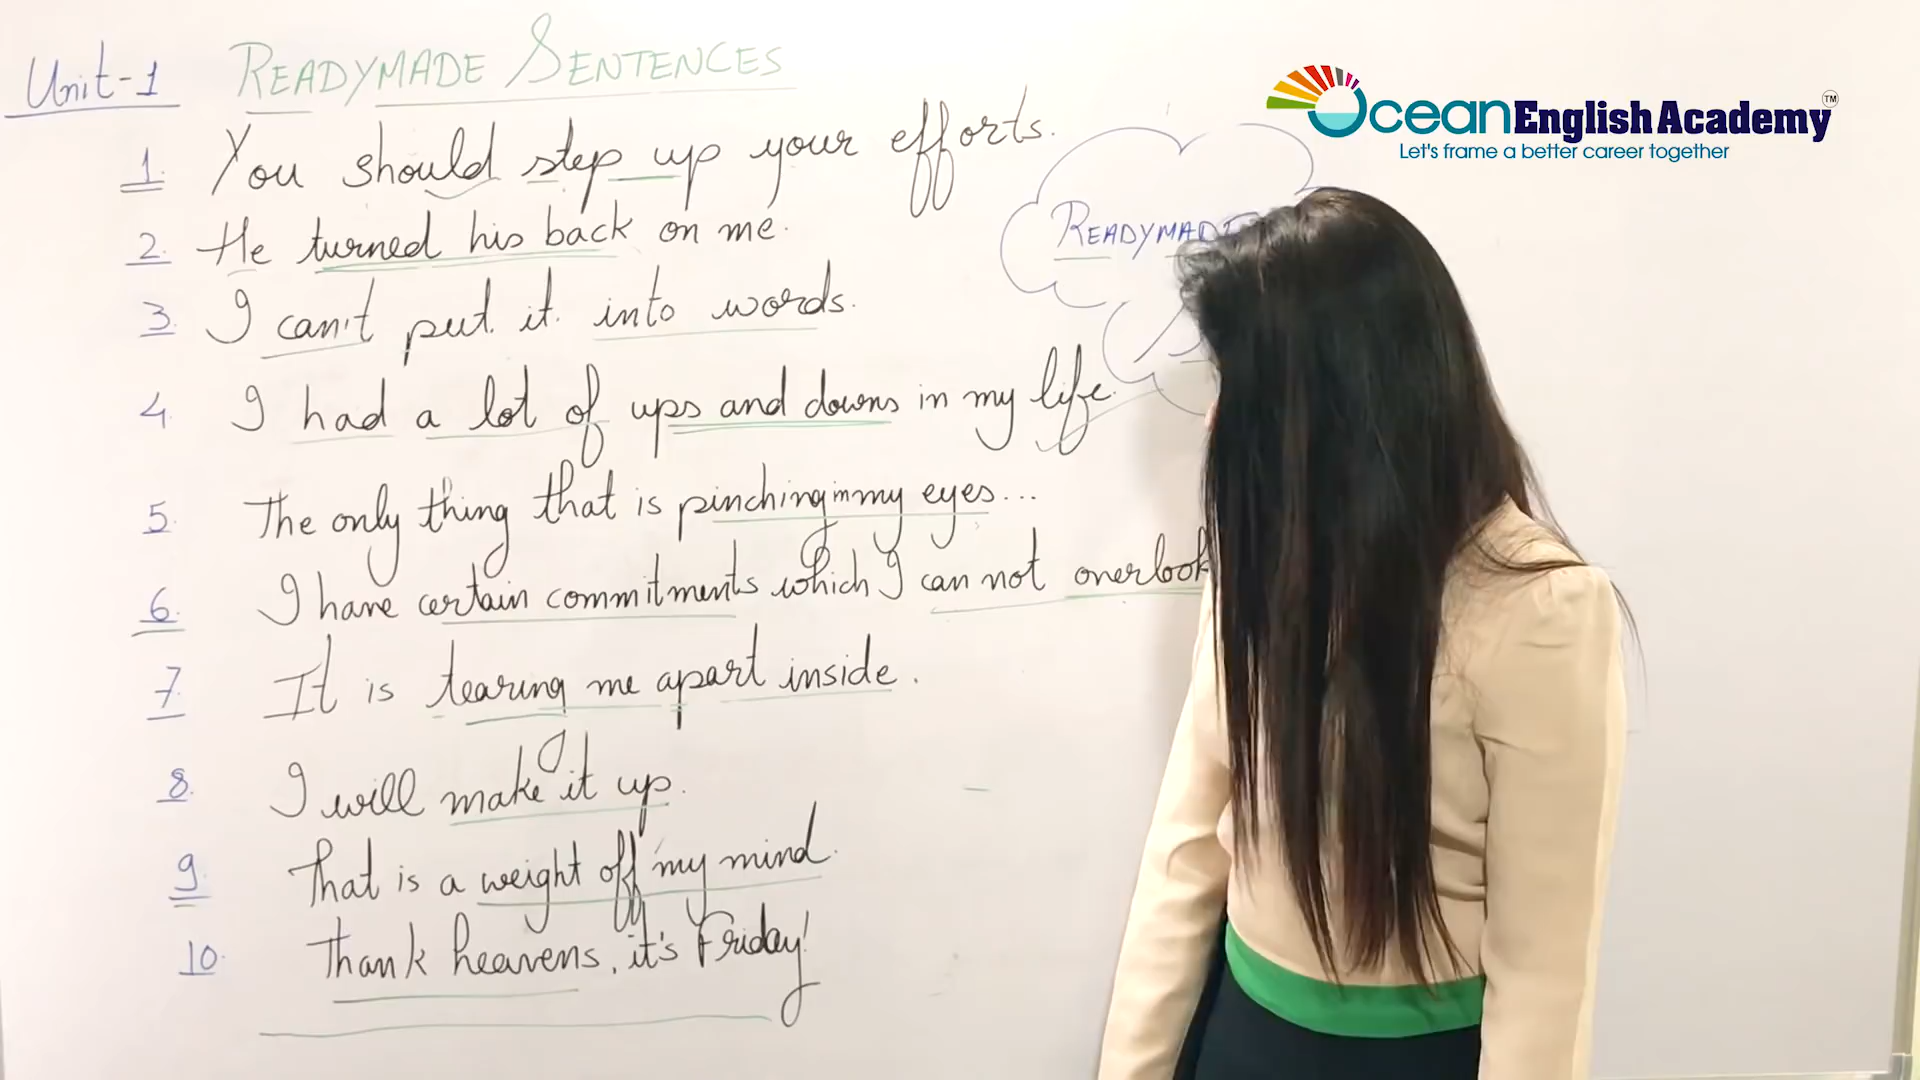 Unit-1 READYMADE SENTENCES
1. You should step up your efforts.
2. He turned his back on me.
3. I can't put it into words.
4. I had a lot of ups and downs in my life.
5. The only thing that is pinching in my eyes...
6. I have certain commitments which I can not overlook
7. It is tearing me apart inside.
8. I will make it up.
9. That is a weight off my mind.
10. Thank heavens, it's Friday!
READYMADE
Ocean English Academy TM
Let's frame a better career together